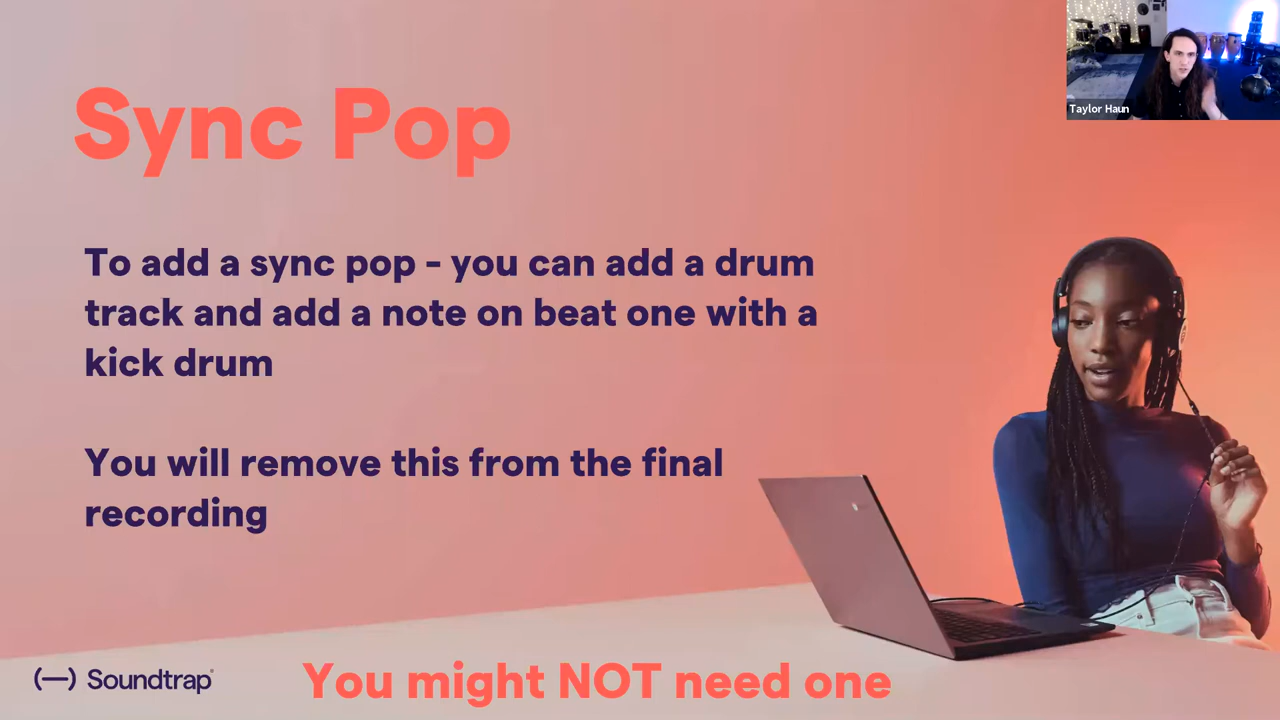 Taylor Haun
Sync Pop
To add a sync pop - you can add a drum
track and add a note on beat one with a
kick drum
You will remove this from the final
recording
(—) Soundtrap®
You might NOT need one